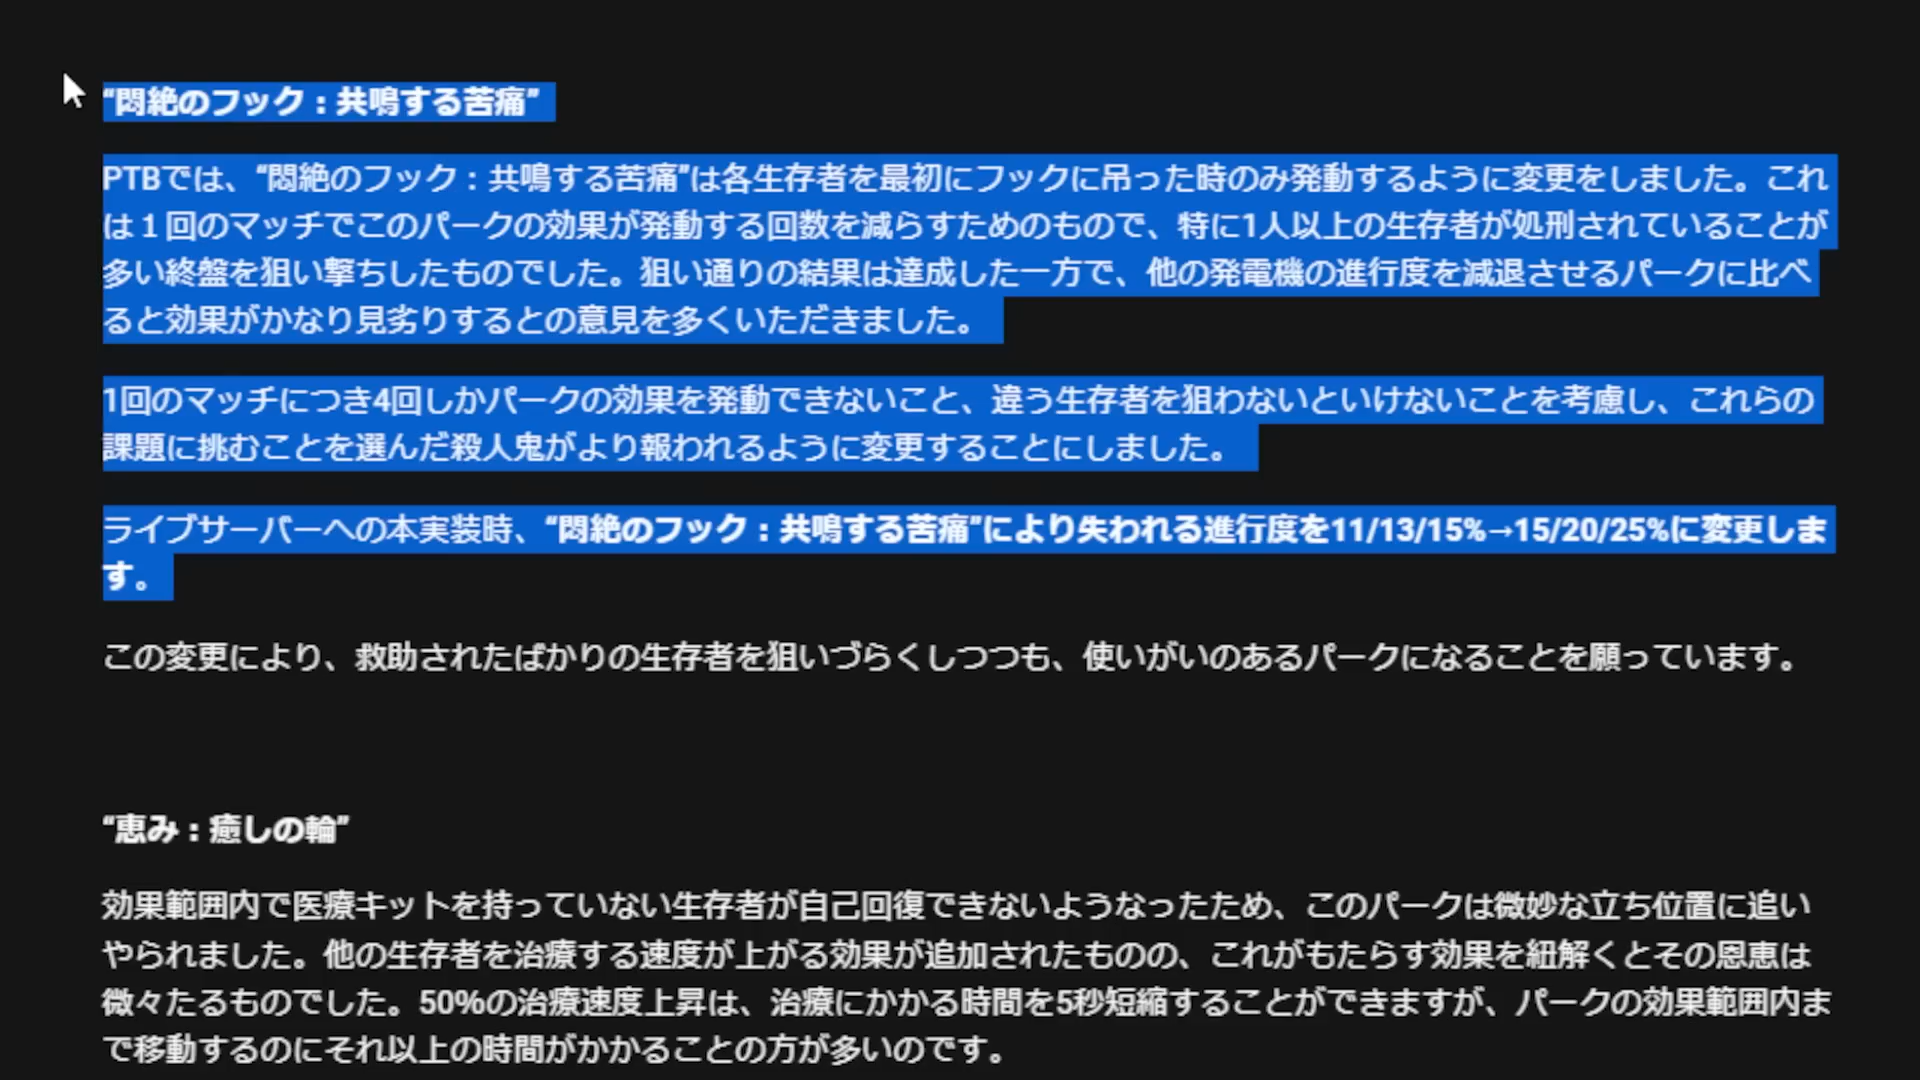 “悶絶のフック：共鳴する苦痛”
PTBでは、“悶絶のフック：共鳴する苦痛”は各生存者を最初にフックに吊った時のみ発動するように変更をしました。これ
は１回のマッチでこのパークの効果が発動する回数を減らすためのもので、特に1人以上の生存者が処刑されていることが
多い終盤を狙い撃ちしたものでした。狙い通りの結果は達成した一方で、他の発電機の進行度を減退させるパークに比べ
ると効果がかなり見劣りするとの意見を多くいただきました。
1回のマッチにつき4回しかパークの効果を発動できないこと、違う生存者を狙わないといけないことを考慮し、これらの
課題に挑むことを選んだ殺人鬼がより報われるように変更することにしました。
ライブサーバーへの本実装時、“悶絶のフック：共鳴する苦痛”により失われる進行度を11/13/15%→15/20/25%に変更しま
す。
この変更により、救助されたばかりの生存者を狙いづらくしつつも、使いがいのあるパークになることを願っています。
“恵み：癒しの輪”
効果範囲内で医療キットを持っていない生存者が自己回復できないようなったため、このパークは微妙な立ち位置に追い
やられました。他の生存者を治療する速度が上がる効果が追加されたものの、これがもたらす効果を紐解くとその恩恵は
微々たるものでした。50%の治療速度上昇は、治療にかかる時間を5秒短縮することができますが、パークの効果範囲内ま
で移動するのにそれ以上の時間がかかることの方が多いのです。